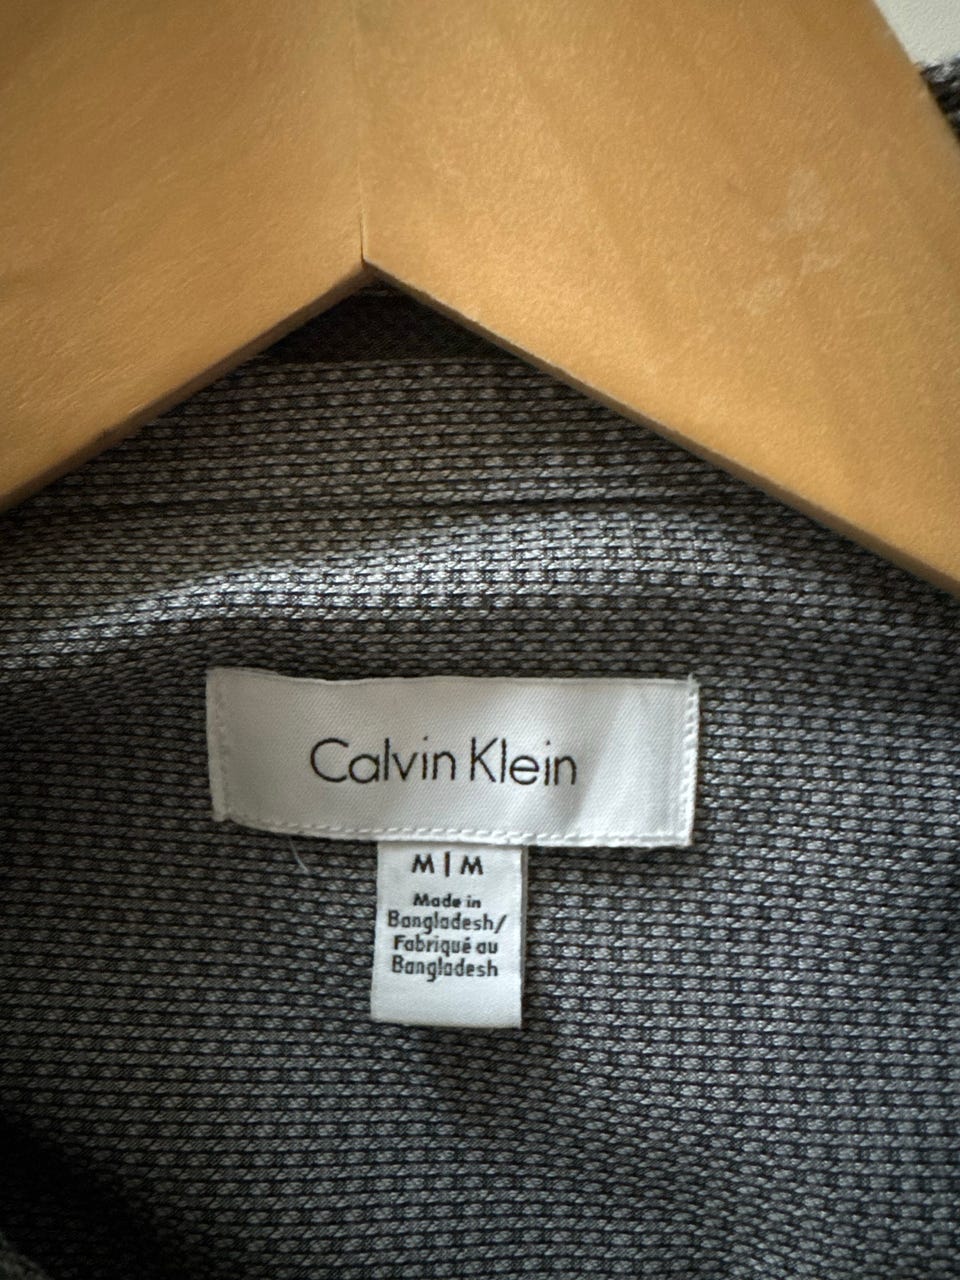 Calvin Klein
M | M
Made in
Bangladesh/
Fabriqué au
Bangladesh